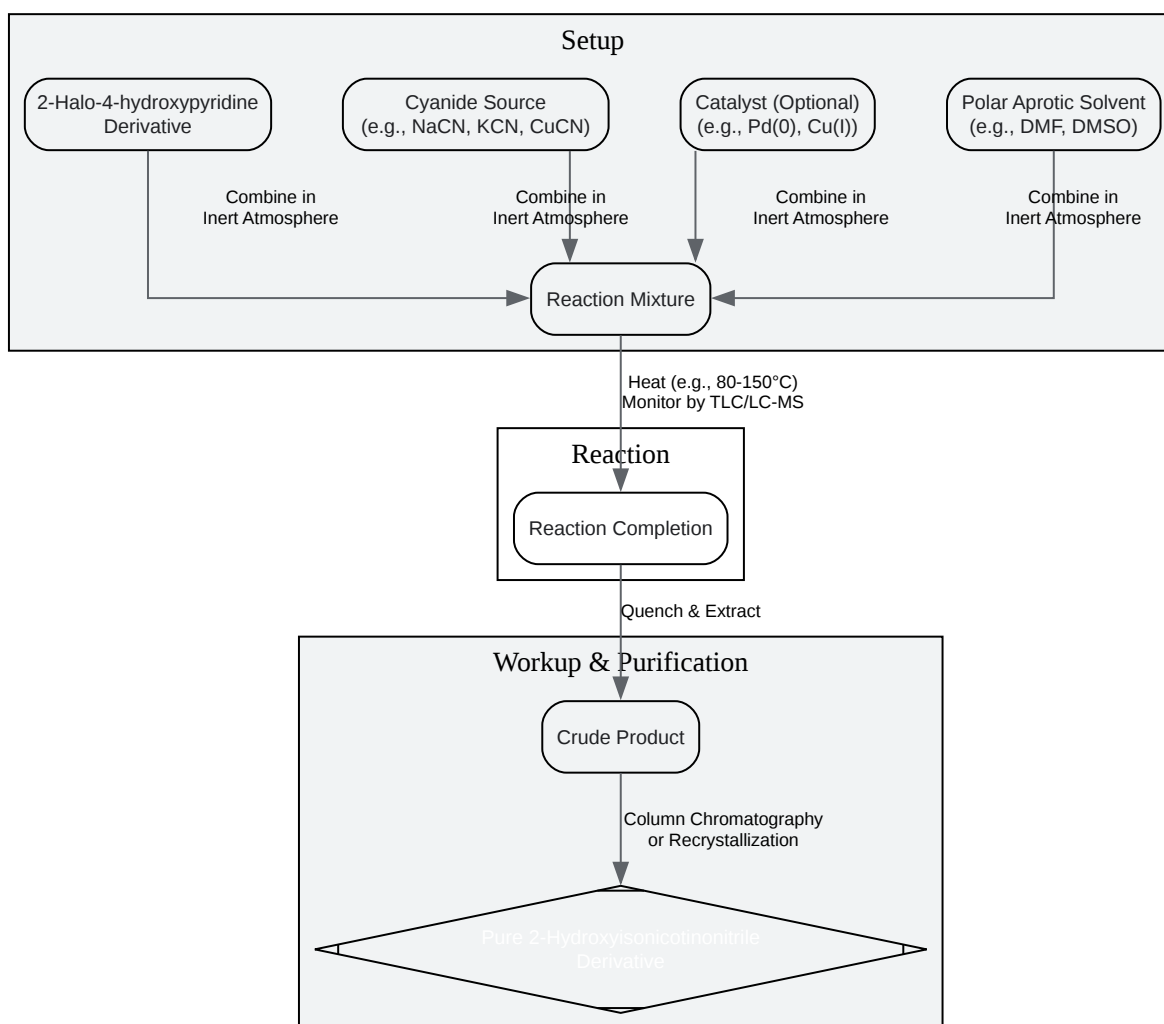 Setup
2-Halo-4-hydroxypyridine
Derivative
Cyanide Source
(e.g., NaCN, KCN, CuCN)
Catalyst (Optional)
(e.g., Pd(0), Cu(I))
Polar Aprotic Solvent
(e.g., DMF, DMSO)
Combine in
Inert Atmosphere
Combine in
Inert Atmosphere
Combine in
Inert Atmosphere
Combine in
Inert Atmosphere
Reaction Mixture
Heat (e.g., 80-150°C)
Monitor by TLC/LC-MS
Reaction
Reaction Completion
Quench & Extract
Workup & Purification
Crude Product
Column Chromatography
or Recrystallization
Pure 2-Hydroxyisonicotinonitrile
Derivative